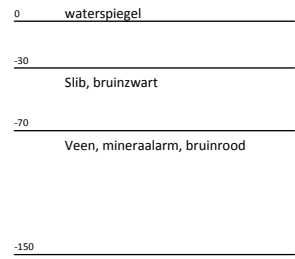 0 waterspiegel
-30
Slib, bruinzwart
-70
Veen, mineraalarm, bruinrood
-150